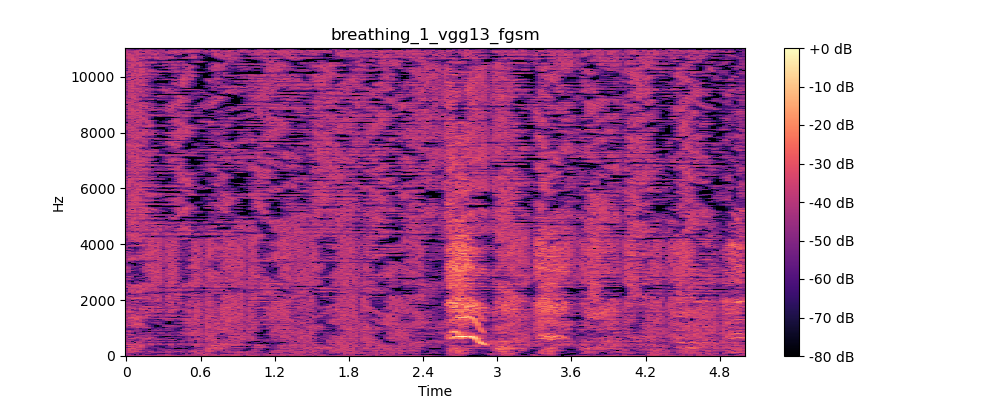 breathing_1_vgg13_fgsm
Hz
10000
8000
6000
4000
2000
0
0 0.6 1.2 1.8 2.4 3 3.6 4.2 4.8
Time
+0 dB
-10 dB
-20 dB
-30 dB
-40 dB
-50 dB
-60 dB
-70 dB
-80 dB